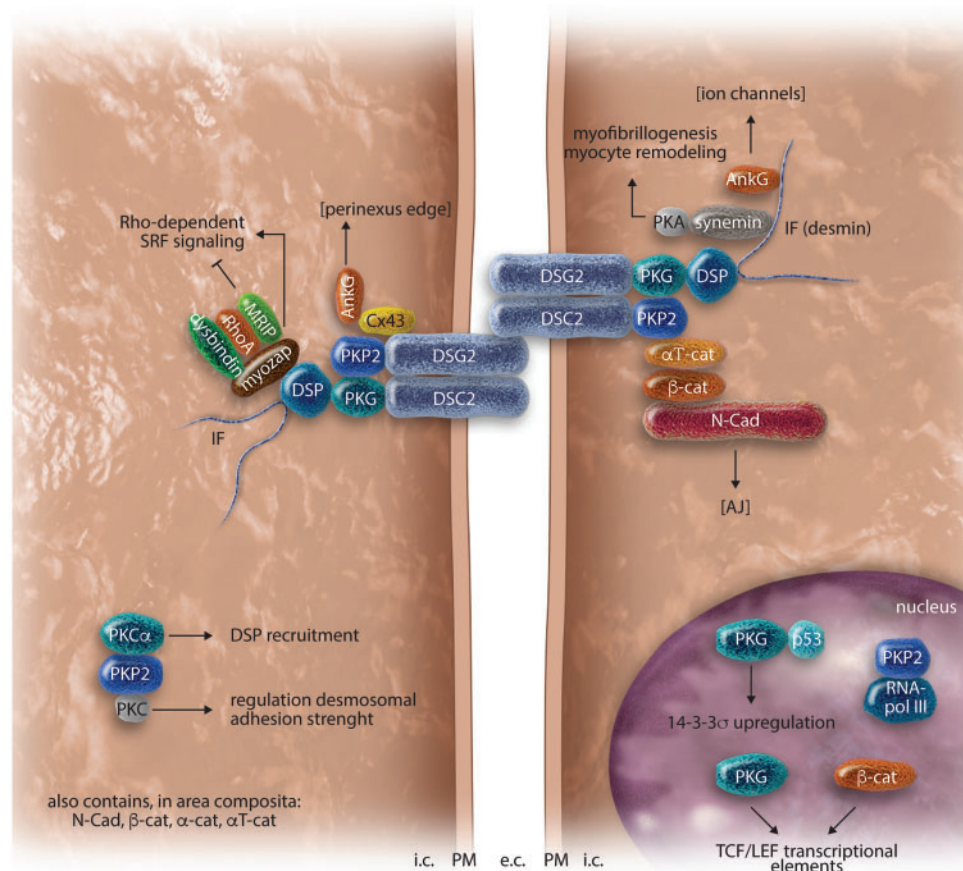 [ion channels]
myofibrillogenesis
myocyte remodeling
AnkG
PKA
synemin
IF (desmin)
[perinexus edge]
Rho-dependent
SRF signaling
AnkG
Cx43
MRIP
RhoA
dysbindin
myozap
DSP
PKP2
PKG
DSG2
DSC2
IF
DSG2
PKG
DSP
DSC2
PKP2
αT-cat
β-cat
N-Cad
[AJ]
PKCα
DSP recruitment
PKP2
PKC
regulation desmosomal
adhesion strenght
nucleus
PKG
p53
PKP2
RNA-
pol III
14-3-3σ upregulation
PKG
β-cat
TCF/LEF transcriptional
elements
also contains, in area composita:
N-Cad, β-cat, α-cat, αT-cat
i.c. PM e.c. PM i.c.